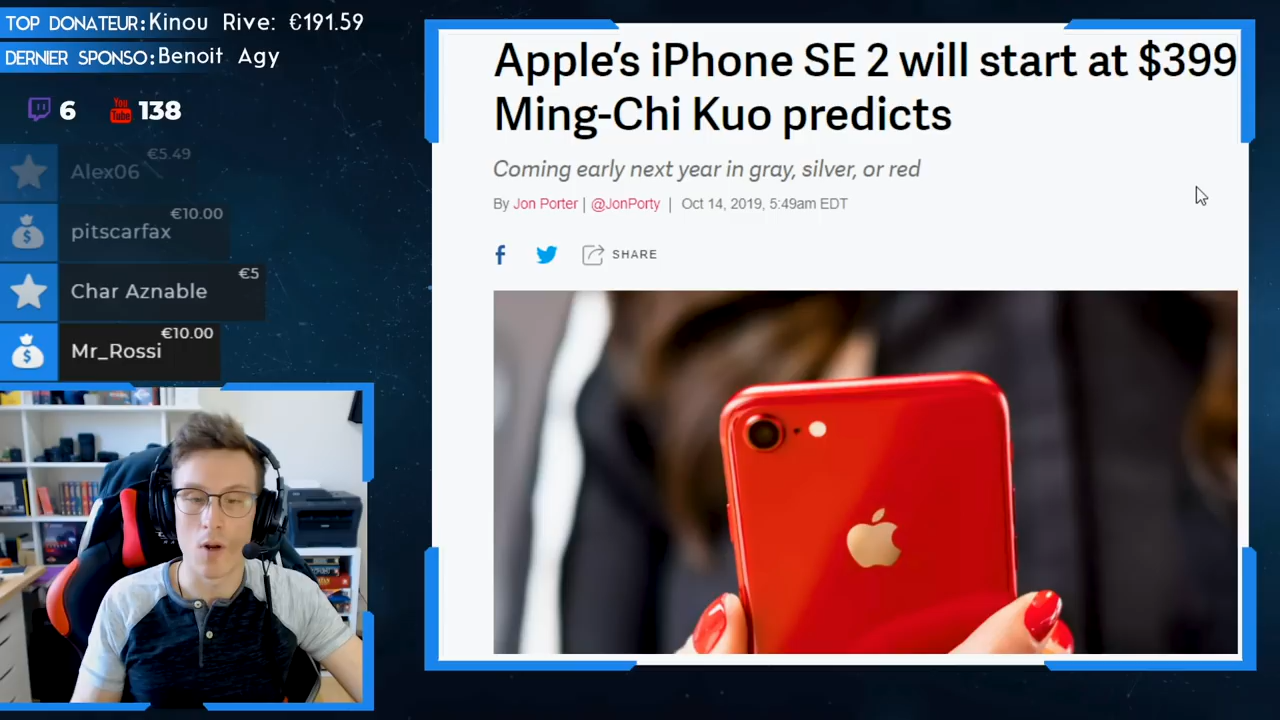 TOP DONATEUR: Kinou Rive: €191.59
DERNIER SPONSO: Benoit Agy
6
You Tube 138
€5.49
Alex06
€10.00
pitscarfax
€5
Char Aznable
€10.00
Mr_Rossi
Apple's iPhone SE 2 will start at $399
Ming-Chi Kuo predicts
Coming early next year in gray, silver, or red
By Jon Porter | @JonPorty | Oct 14, 2019, 5:49am EDT
SHARE